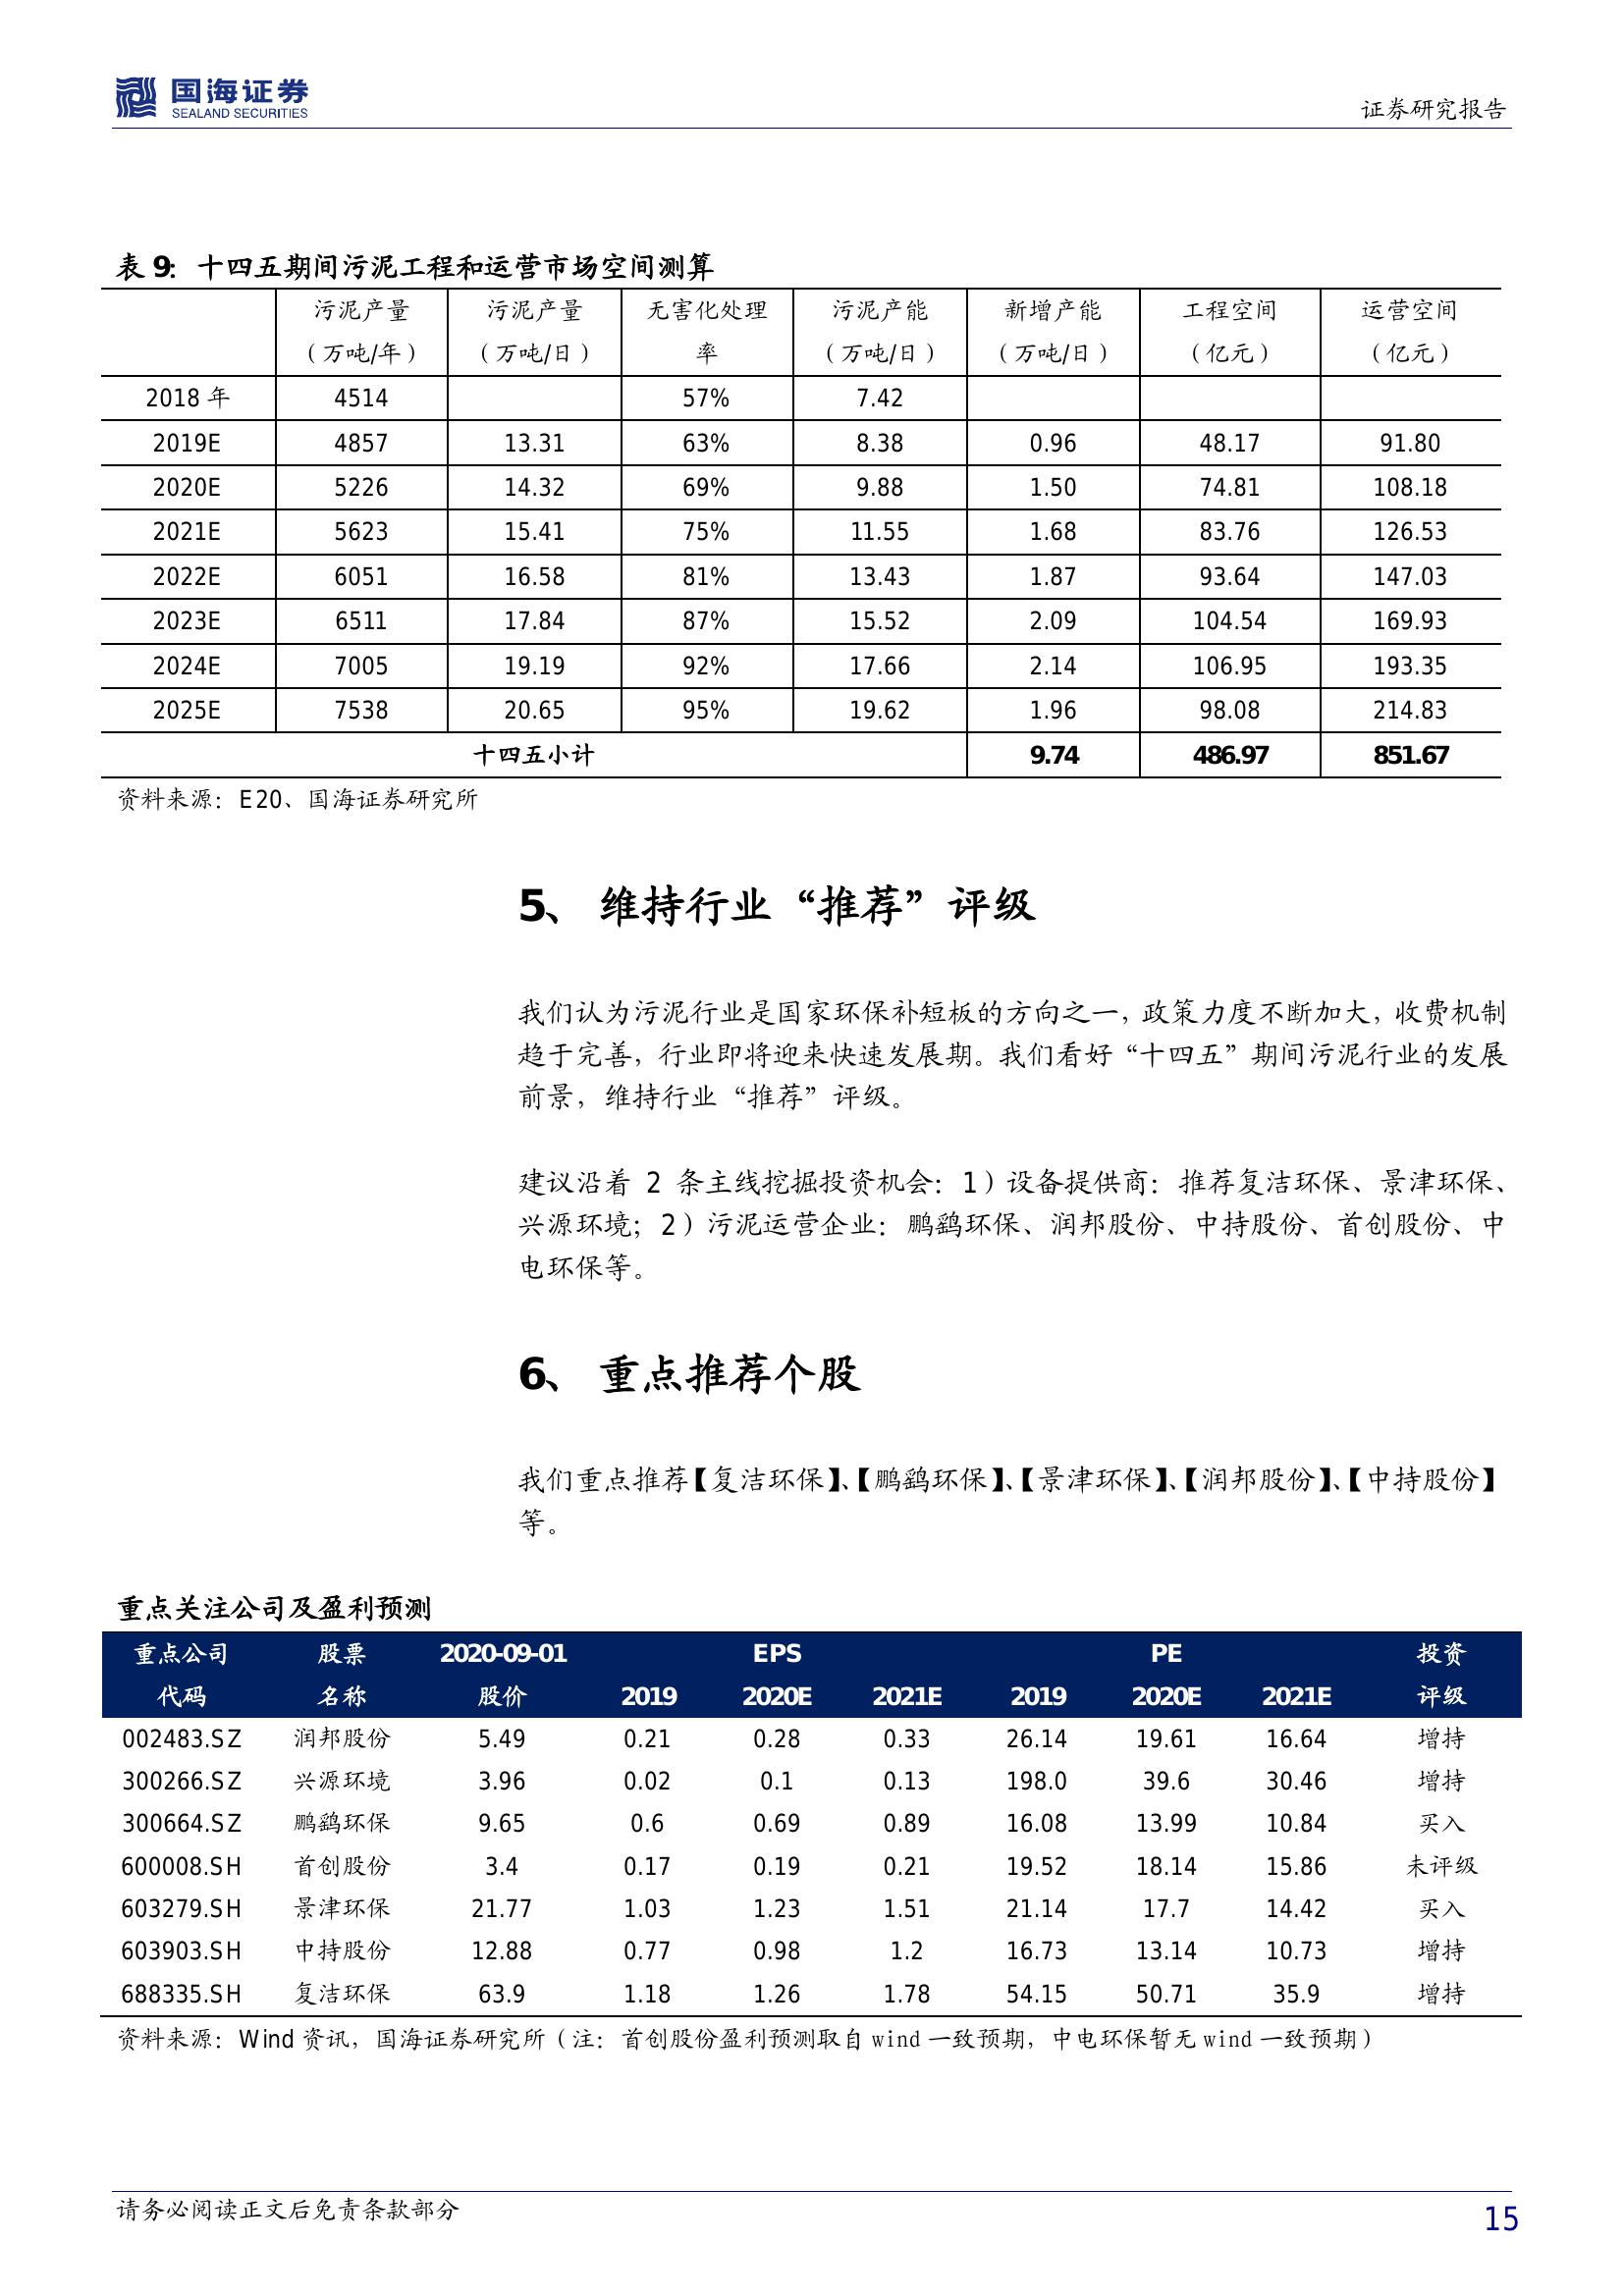 国海证券
SEALAND SECURITIES
证券研究报告
表 9: 十四五期间污泥工程和运营市场空间测算
污泥产量 污泥产量 无害化处理 污泥产能 新增产能 工程空间 运营空间
（万吨/年） （万吨/日） 率 （万吨/日） （万吨/日） （亿元） （亿元）
2018 年 4514 57% 7.42
2019E 4857 13.31 63% 8.38 0.96 48.17 91.80
2020E 5226 14.32 69% 9.88 1.50 74.81 108.18
2021E 5623 15.41 75% 11.55 1.68 83.76 126.53
2022E 6051 16.58 81% 13.43 1.87 93.64 147.03
2023E 6511 17.84 87% 15.52 2.09 104.54 169.93
2024E 7005 19.19 92% 17.66 2.14 106.95 193.35
2025E 7538 20.65 95% 19.62 1.96 98.08 214.83
十四五小计 9.74 486.97 851.67
资料来源：E20、国海证券研究所
5、 维持行业“推荐”评级
我们认为污泥行业是国家环保补短板的方向之一，政策力度不断加大，收费机制
趋于完善，行业即将迎来快速发展期。我们看好“十四五”期间污泥行业的发展
前景，维持行业“推荐”评级。
建议沿着 2 条主线挖掘投资机会：1）设备提供商：推荐复洁环保、景津环保、
兴源环境；2）污泥运营企业：鹏鹞环保、润邦股份、中持股份、首创股份、中
电环保等。
6、 重点推荐个股
我们重点推荐【复洁环保】、【鹏鹞环保】、【景津环保】、【润邦股份】、【中持股份】
等。
重点关注公司及盈利预测
重点公司 股票 2020-09-01 EPS PE 投资
代码 名称 股价 2019 2020E 2021E 2019 2020E 2021E 评级
002483.SZ 润邦股份 5.49 0.21 0.28 0.33 26.14 19.61 16.64 增持
300266.SZ 兴源环境 3.96 0.02 0.1 0.13 198.0 39.6 30.46 增持
300664.SZ 鹏鹞环保 9.65 0.6 0.69 0.89 16.08 13.99 10.84 买入
600008.SH 首创股份 3.4 0.17 0.19 0.21 19.52 18.14 15.86 未评级
603279.SH 景津环保 21.77 1.03 1.23 1.51 21.14 17.7 14.42 买入
603903.SH 中持股份 12.88 0.77 0.98 1.2 16.73 13.14 10.73 增持
688335.SH 复洁环保 63.9 1.18 1.26 1.78 54.15 50.71 35.9 增持
资料来源：Wind 资讯，国海证券研究所（注：首创股份盈利预测取自 wind 一致预期，中电环保暂无 wind 一致预期）
请务必阅读正文后免责条款部分
15